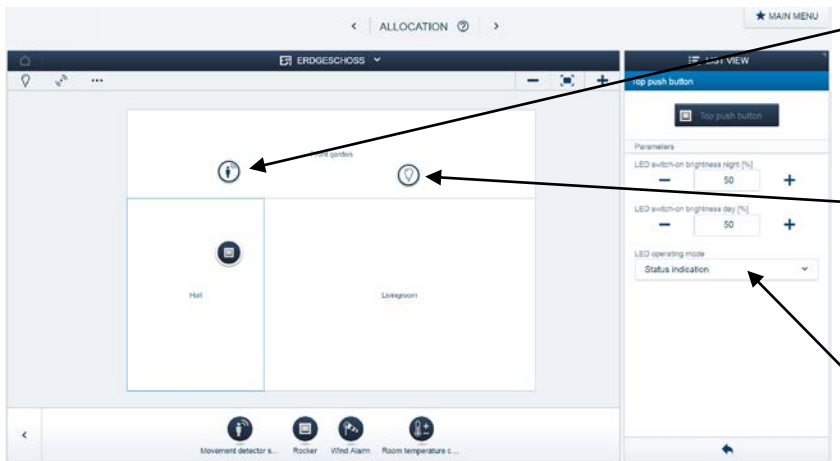 ALLOCATION ?
MAIN MENU
ERDGESCHOSS
LIST VIEW
Top push button
Top push button
Parameters
LED switch-on brightness night [%]
50
LED switch-on brightness day [%]
50
LED operating mode
Status indication
Front garden
Hall
Livingroom
Movement detector s...
Rocker
Wind Alarm
Room temperature c...